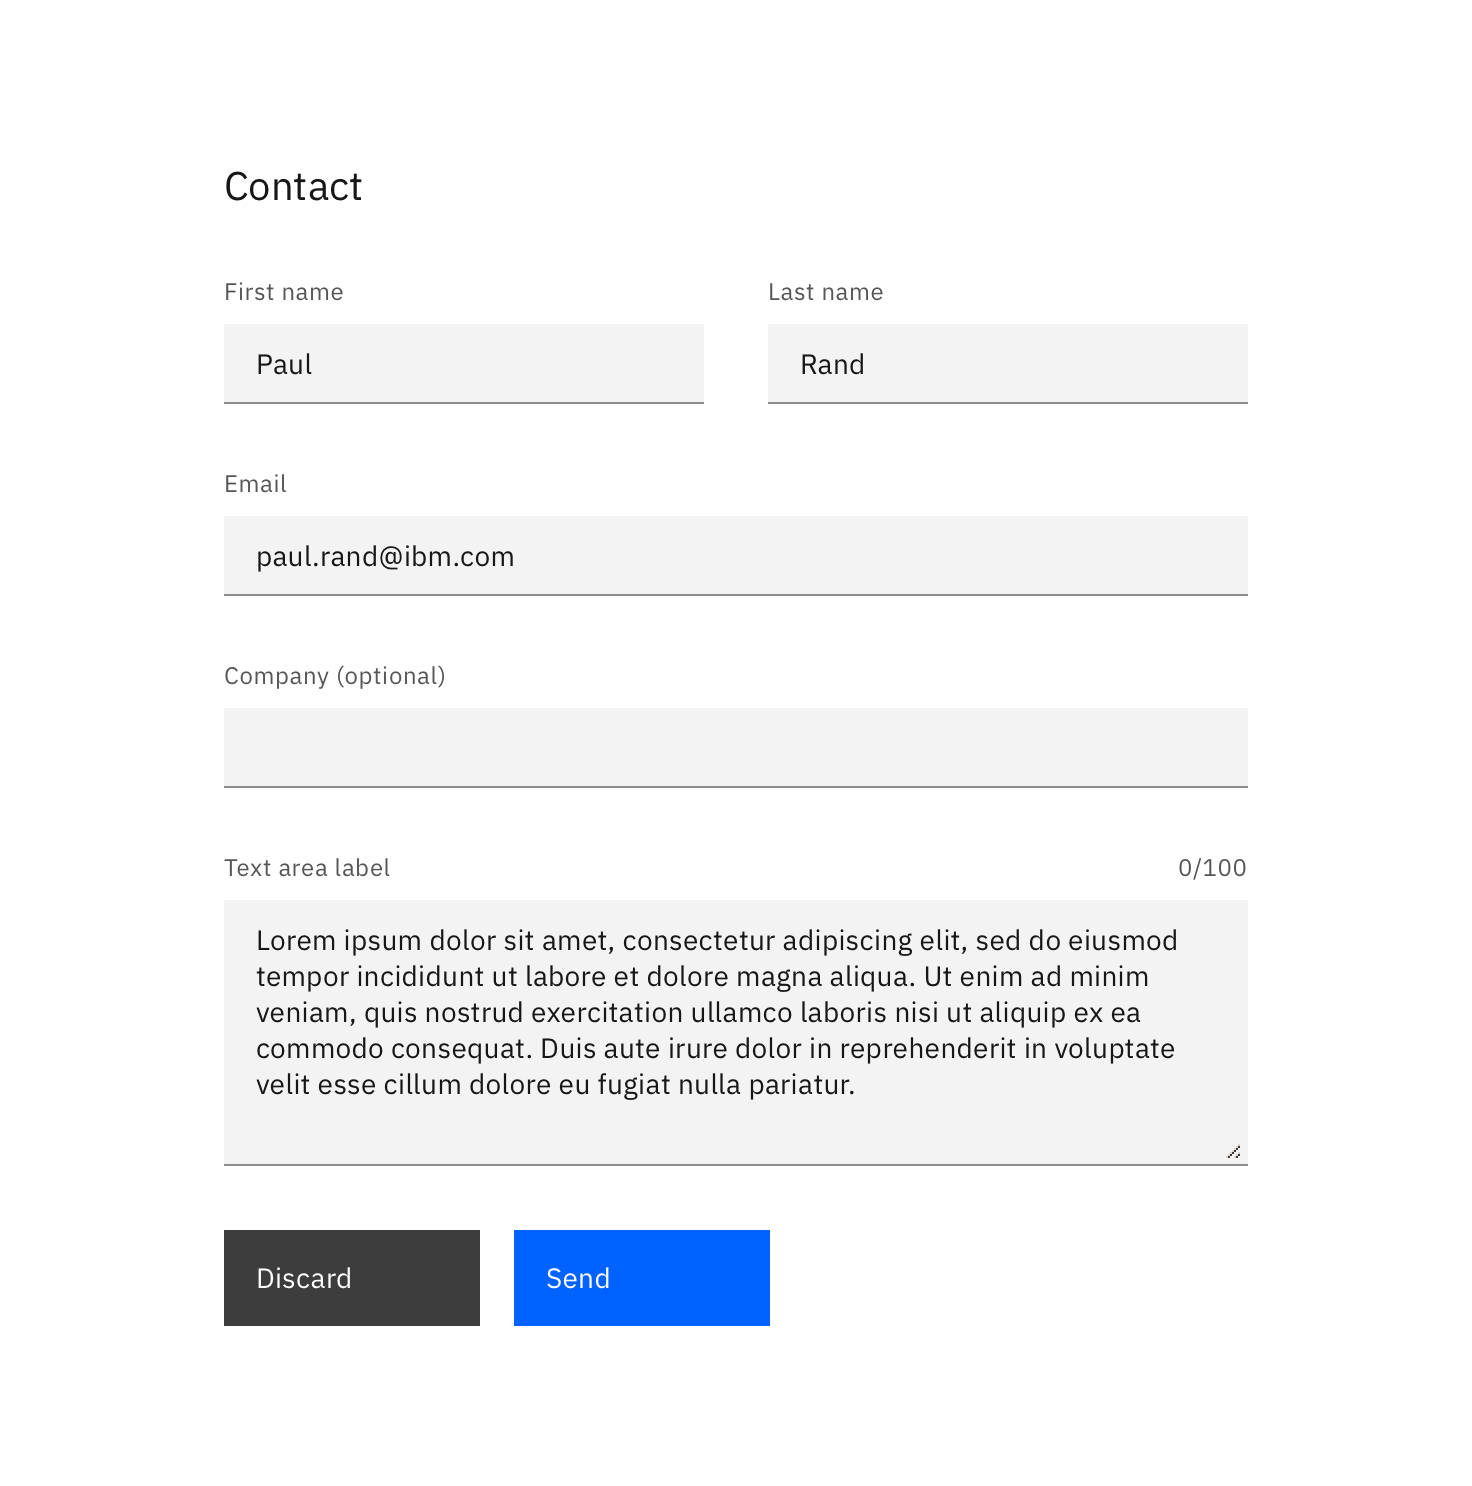 Contact
First name
Last name
Paul
Rand
Email
paul.rand@ibm.com
Company (optional)
Text area label
0/100
Lorem ipsum dolor sit amet, consectetur adipiscing elit, sed do eiusmod
tempor incididunt ut labore et dolore magna aliqua. Ut enim ad minim
veniam, quis nostrud exercitation ullamco laboris nisi ut aliquip ex ea
commodo consequat. Duis aute irure dolor in reprehenderit in voluptate
velit esse cillum dolore eu fugiat nulla pariatur.
Discard
Send